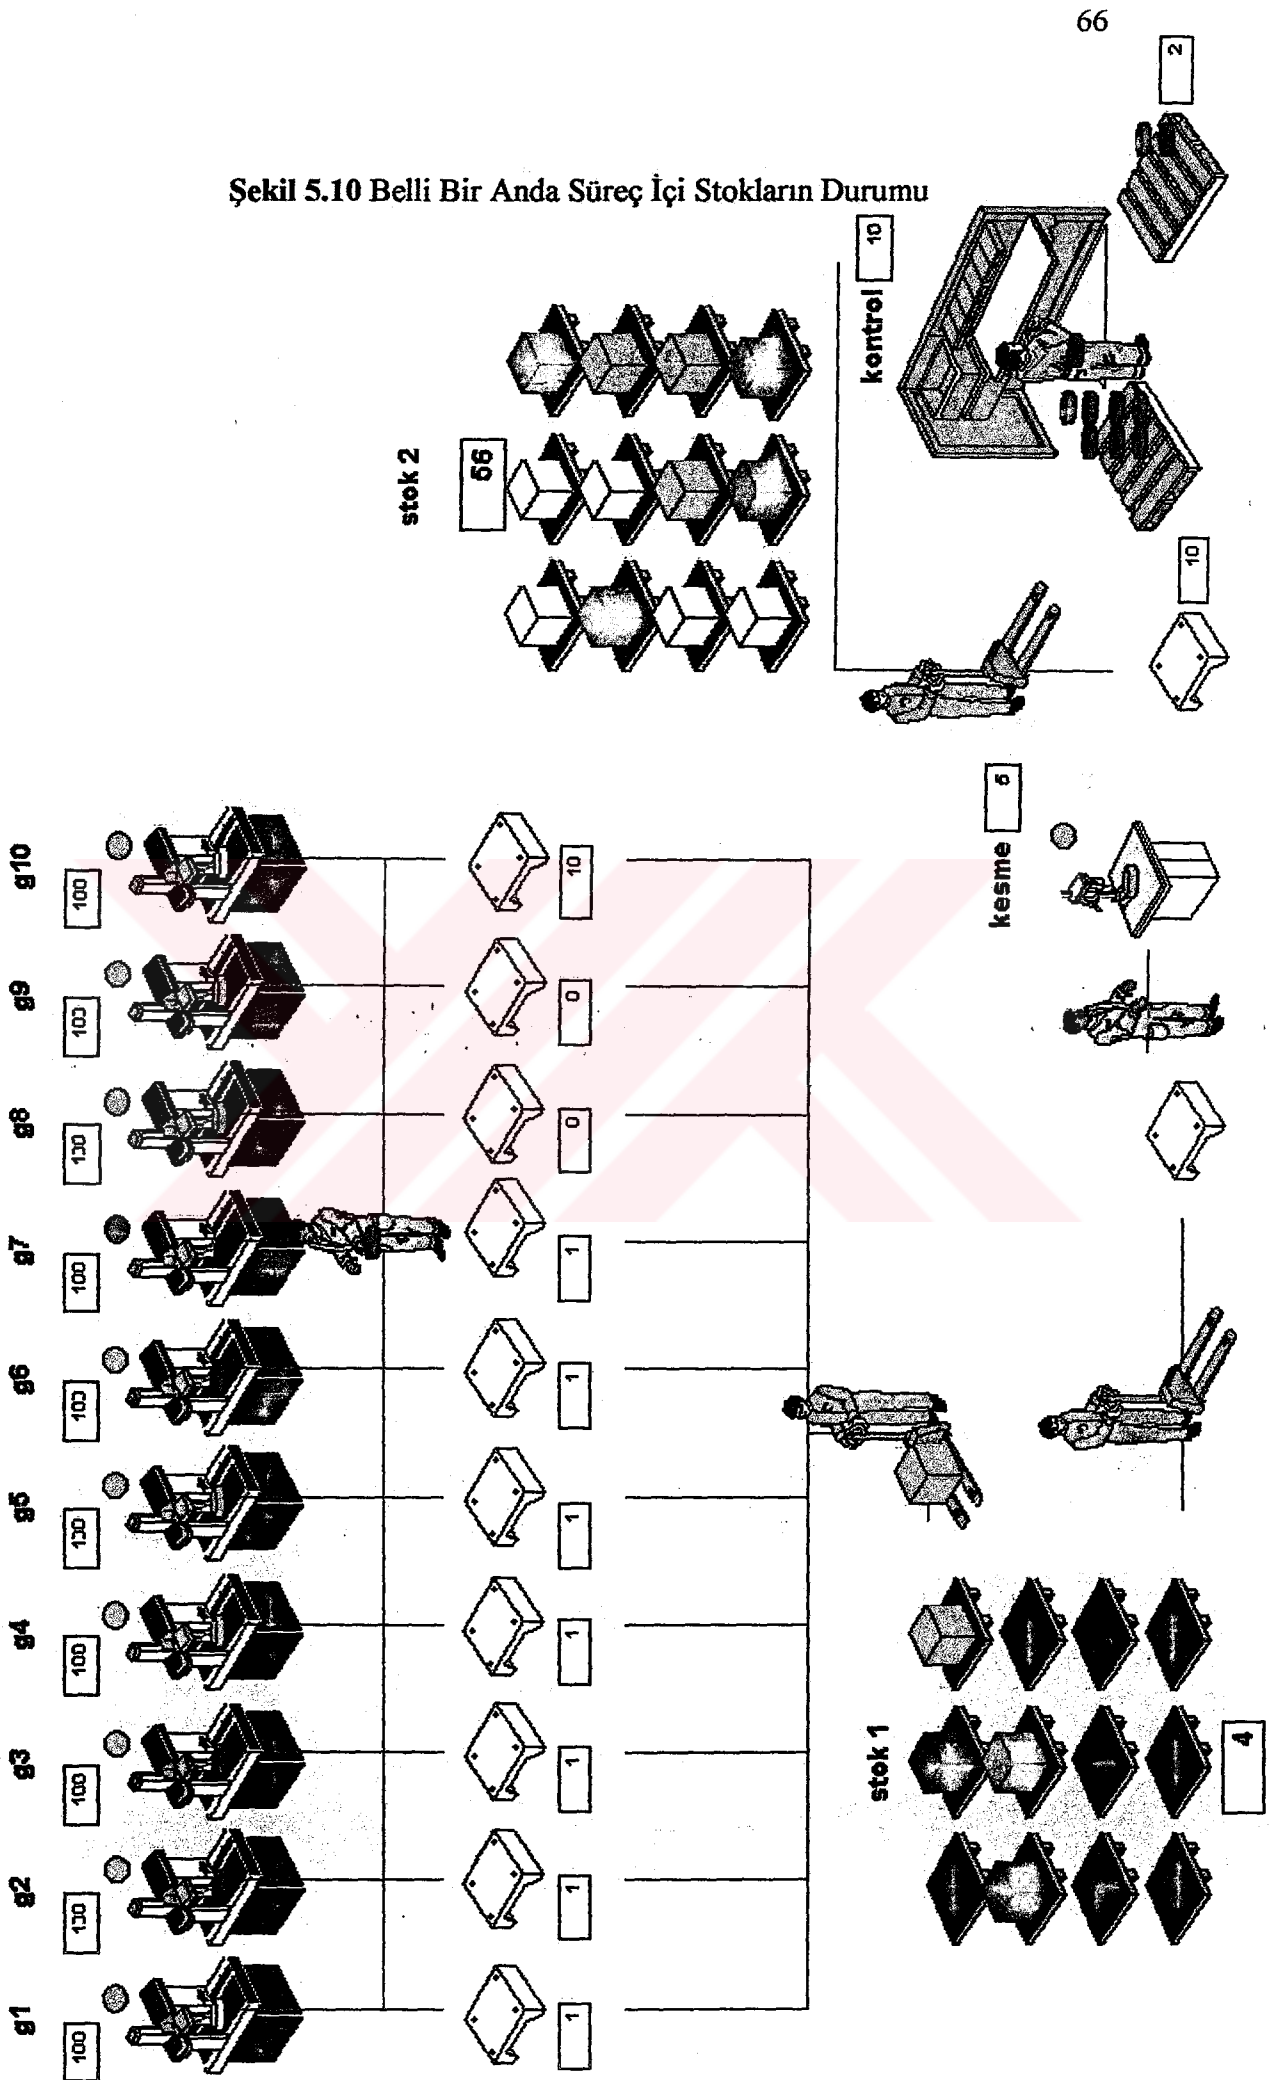 66
Şekil 5.10 Belli Bir Anda Süreç İçi Stokların Durumu
g1 g2 g3 g4 g5 g6 g7 g8 g9 g10
100 100 100 100 100 100 100 100 100 100
1 1 1 1 1 1 1 0 0 10
stok 2
56
kontrol 10
2
10
kesme 5
stok 1
4